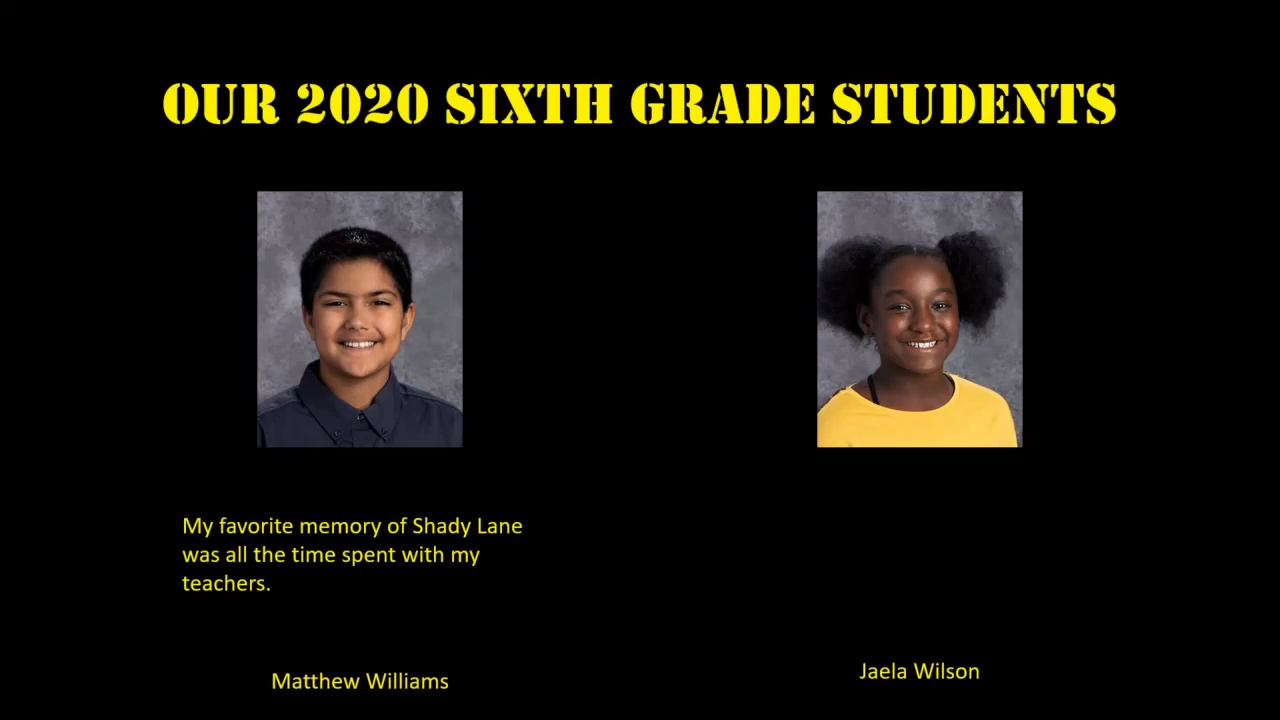 OUR 2020 SIXTH GRADE STUDENTS
My favorite memory of Shady Lane
was all the time spent with my
teachers.
Matthew Williams
Jaela Wilson